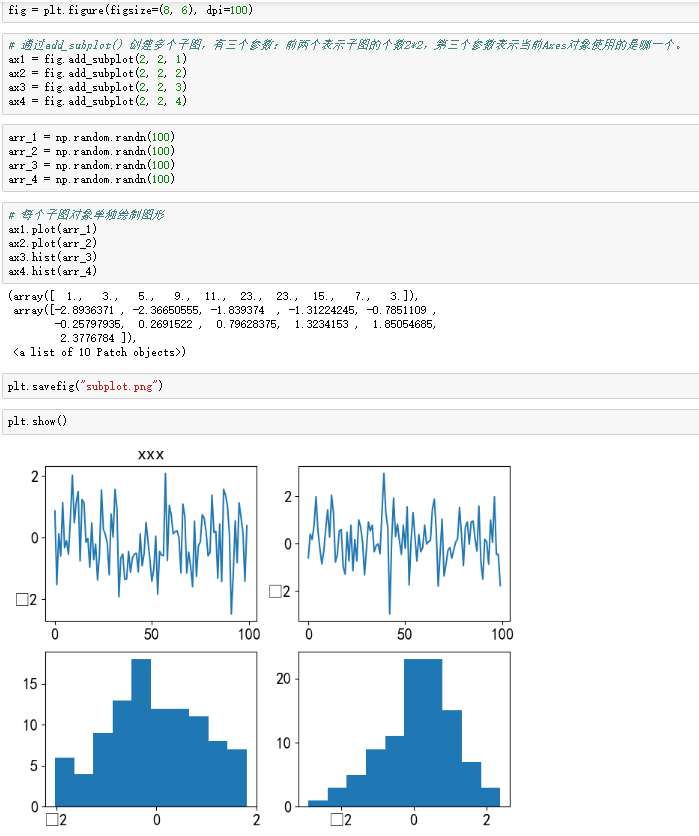 fig = plt.figure(figsize=(8, 6), dpi=100)
# 通过add_subplot() 创建多个子图，有三个参数：前两个表示子图的个数2*2，第三个参数表示当前Axes对象使用的是哪一个。
ax1 = fig.add_subplot(2, 2, 1)
ax2 = fig.add_subplot(2, 2, 2)
ax3 = fig.add_subplot(2, 2, 3)
ax4 = fig.add_subplot(2, 2, 4)
arr_1 = np.random.randn(100)
arr_2 = np.random.randn(100)
arr_3 = np.random.randn(100)
arr_4 = np.random.randn(100)
# 每个子图对象单独绘制图形
ax1.plot(arr_1)
ax2.plot(arr_2)
ax3.hist(arr_3)
ax4.hist(arr_4)
(array([ 1., 3., 5., 9., 11., 23., 23., 15., 7., 3.]),
array([-2.8936371 , -2.36650555, -1.839374 , -1.31224245, -0.7851109 ,
-0.25797935, 0.2691522 , 0.79628375, 1.3234153 , 1.85054685,
2.3776784 ]),
<a list of 10 Patch objects>)
plt.savefig("subplot.png")
plt.show()
xxx
2
0
□2
0 50 100
2
0
□2
0 50 100
15
10
5
0
□2 0 2
20
10
0
□2 0 2